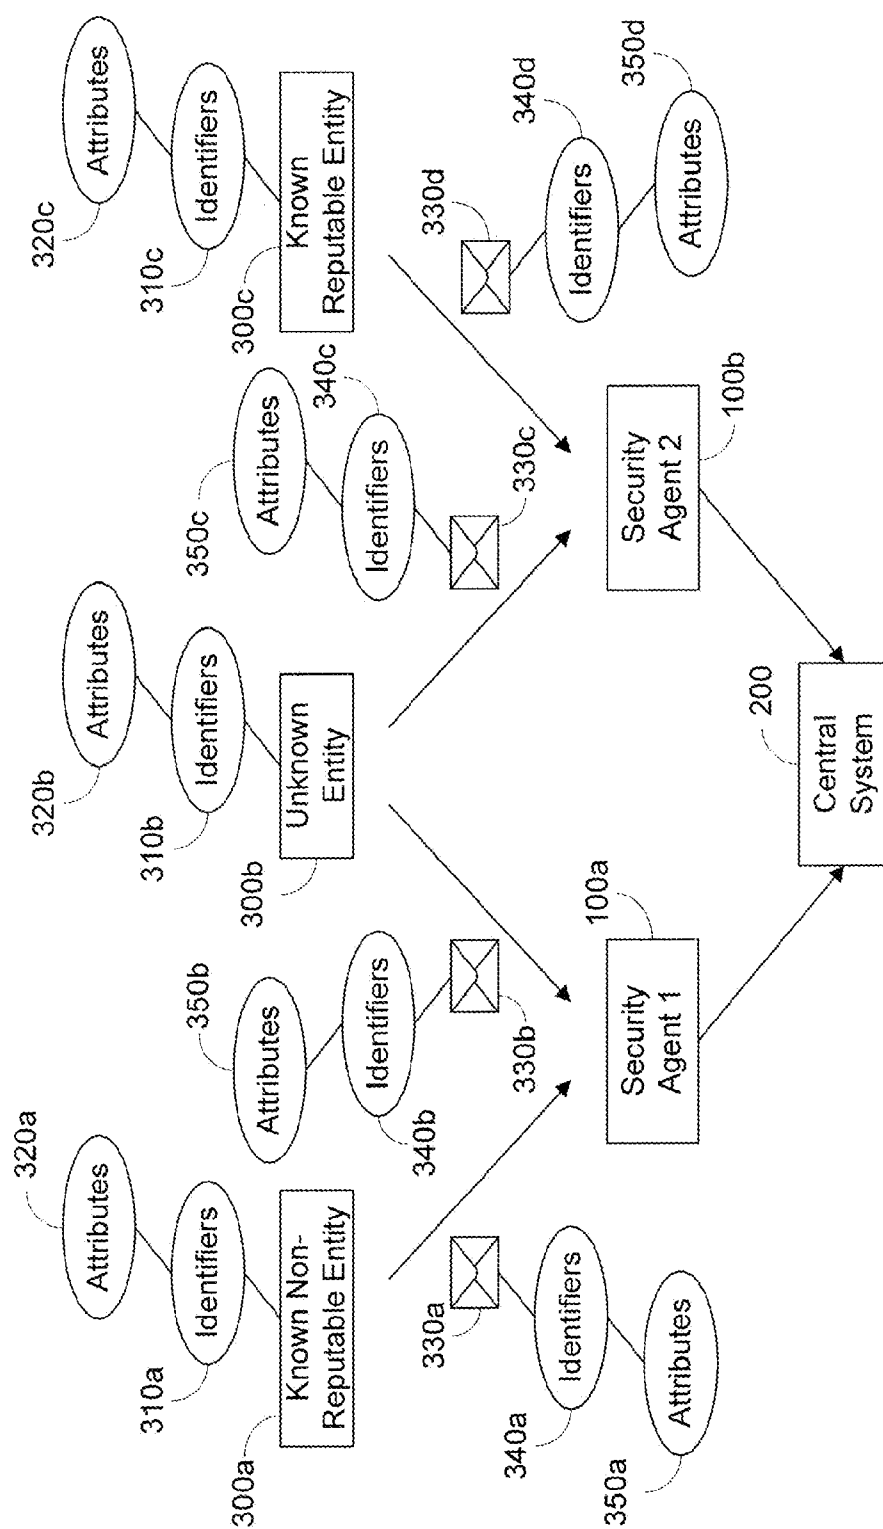 320a
Attributes
320b
Attributes
320c
Attributes
310a
Identifiers
310b
Identifiers
310c
Identifiers
300a
Known Non-
Reputable Entity
350b
Attributes
300b
Unknown
Entity
350c
Attributes
300c
Known
Reputable Entity
340b
Identifiers
340c
Identifiers
330a
330b
330c
330d
340a
Identifiers
340d
Identifiers
350a
Attributes
350d
Attributes
Security
Agent 1
100a
Security
Agent 2
100b
200
Central
System